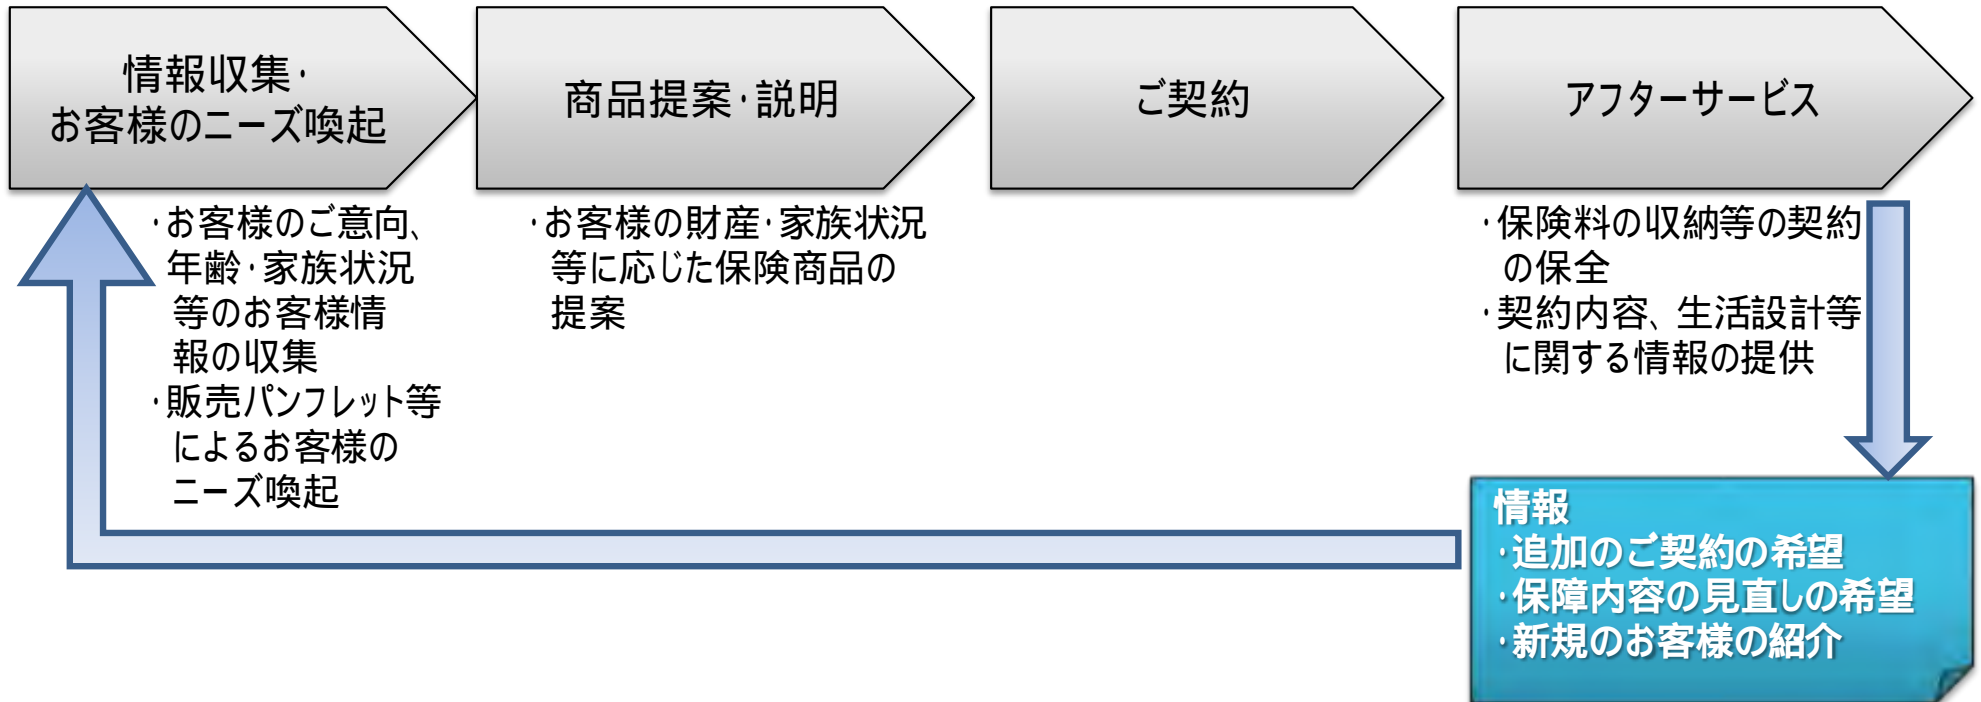 情報収集・
お客様のニーズ喚起
商品提案・説明
ご契約
アフターサービス
・お客様のご意向、
年齢・家族状況
等のお客様情
報の収集
・販売パンフレット等
によるお客様の
ニーズ喚起
・お客様の財産・家族状況
等に応じた保険商品の
提案
・保険料の収納等の契約
の保全
・契約内容、生活設計等
に関する情報の提供
情報
・追加のご契約の希望
・保障内容の見直しの希望
・新規のお客様の紹介